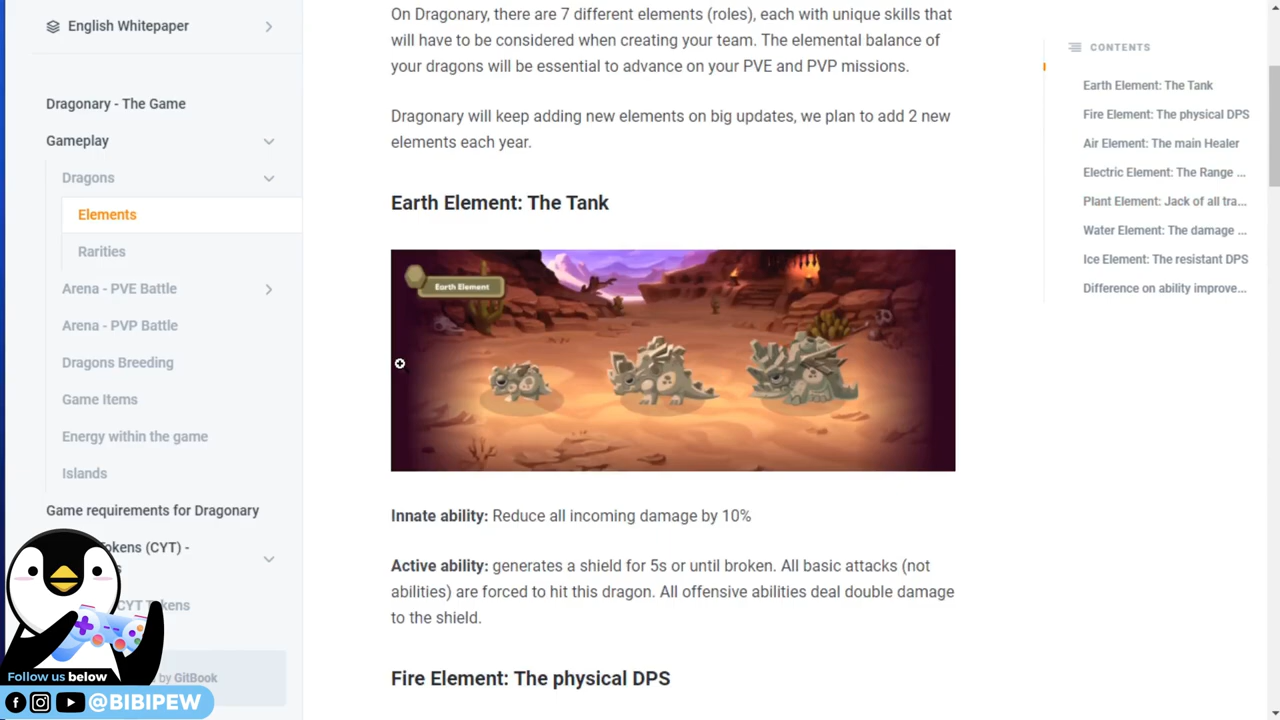 English Whitepaper
Dragonary - The Game
Gameplay
Dragons
Elements
Rarities
Arena - PVE Battle
Arena - PVP Battle
Dragons Breeding
Game Items
Energy within the game
Islands
Game requirements for Dragonary
okens (CYT) -
CYT T kens
by GitBook
Follow us below
@BIBIPEW
On Dragonary, there are 7 different elements (roles), each with unique skills that
will have to be considered when creating your team. The elemental balance of
your dragons will be essential to advance on your PVE and PVP missions.
Dragonary will keep adding new elements on big updates, we plan to add 2 new
elements each year.
Earth Element: The Tank
Earth Element
Innate ability: Reduce all incoming damage by 10%
Active ability: generates a shield for 5s or until broken. All basic attacks (not
abilities) are forced to hit this dragon. All offensive abilities deal double damage
to the shield.
Fire Element: The physical DPS
CONTENTS
Earth Element: The Tank
Fire Element: The physical DPS
Air Element: The main Healer
Electric Element: The Range ...
Plant Element: Jack of all tra...
Water Element: The damage ...
Ice Element: The resistant DPS
Difference on ability improve...